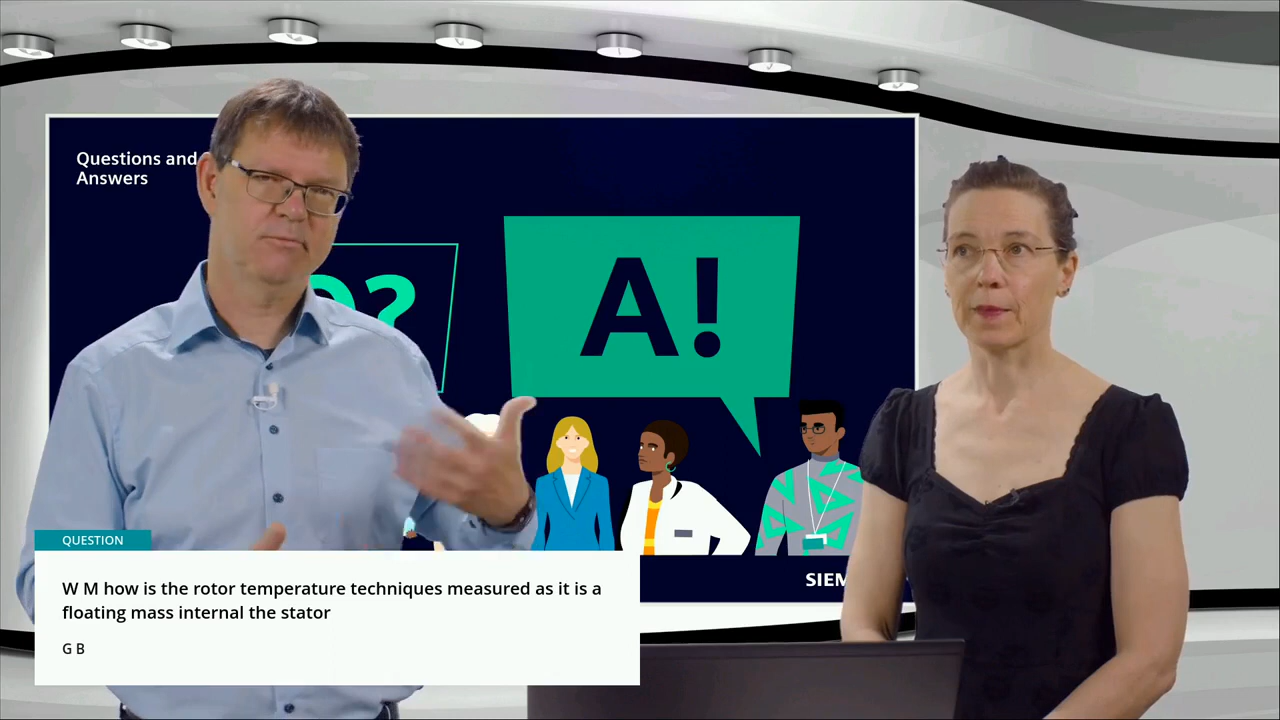 Questions and
Answers
A!
QUESTION
W M how is the rotor temperature techniques measured as it is a
floating mass internal the stator
G B